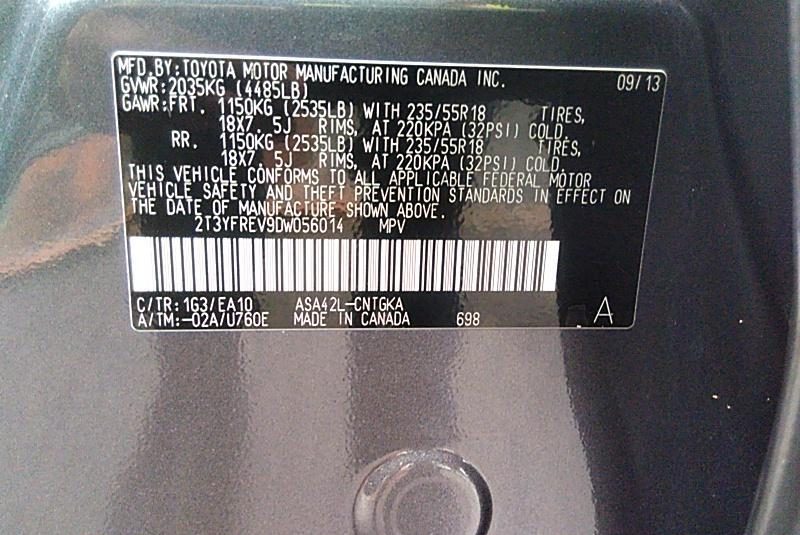 MFD.BY:TOYOTA MOTOR MANUFACTURING CANADA INC. 09/13
GVWR:2035KG (4485LB)
GAWR:FRT. 1150KG (2535LB) WITH 235/55R18 TIRES,
18X7. 5J RIMS, AT 220KPA (32PSI) COLD.
RR. 1150KG (2535LB) WITH 235/55R18 TIRES,
18X7. 5J RIMS, AT 220KPA (32PSI) COLD.
THIS VEHICLE CONFORMS TO ALL APPLICABLE FEDERAL MOTOR
VEHICLE SAFETY AND THEFT PREVENTION STANDARDS IN EFFECT ON
THE DATE OF MANUFACTURE SHOWN ABOVE.
2T3YFREV9DW056014 MPV
C/TR:1G3/EA10 ASA42L-CNTGKA
A/TM:-02A/U760E MADE IN CANADA 698 A